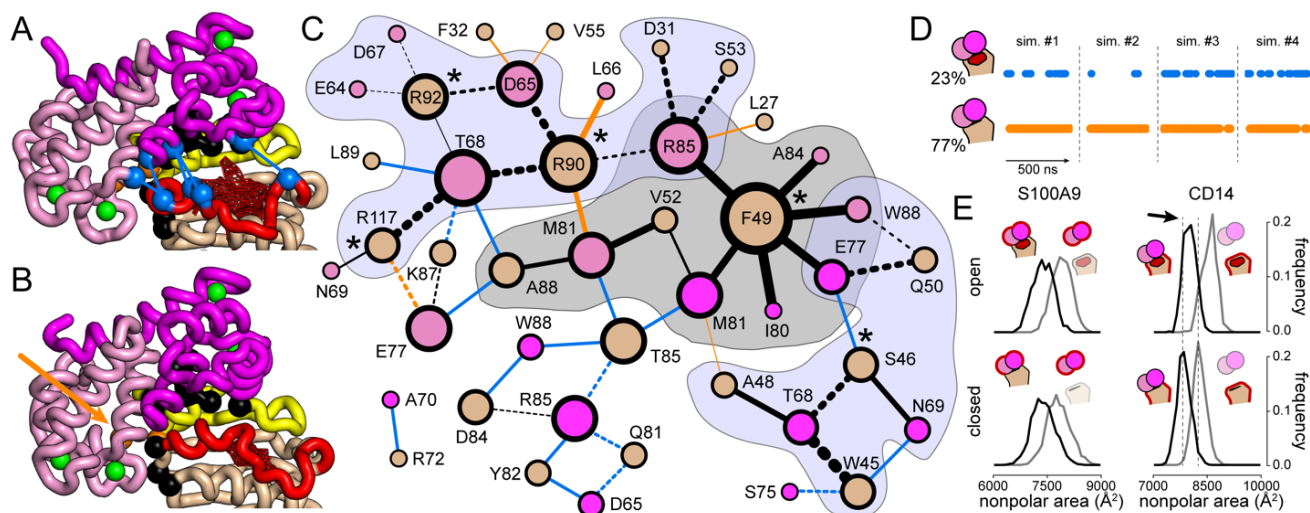 A
B
C
D67
F32
V55
D31
S53
E64
R92
*
D65
L66
L27
T68
R90
*
R85
A84
L89
V52
F49
*
W88
R117
*
M81
E77
K87
A88
Q50
N69
M81
I80
E77
W88
T85
S46
*
A48
T68
N69
A70
D84
R85
Q81
R72
Y82
D65
S75
W45
D
sim. #1
sim. #2
sim. #3
sim. #4
23%
77%
500 ns
E
S100A9
CD14
open
closed
0.2
0.1
0.0
frequency
0.2
0.1
0.0
frequency
6000
7500
9000
nonpolar area (Å²)
7000
8500
10000
nonpolar area (Å²)